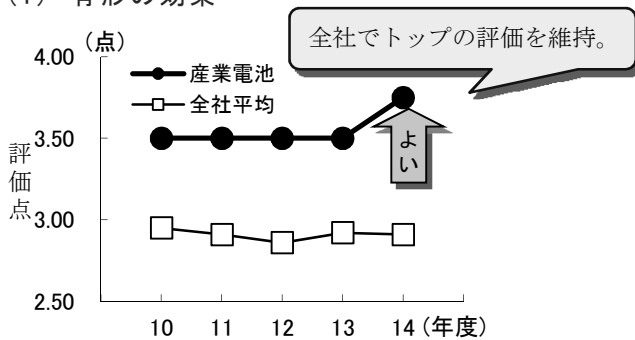 (1) 有形の効果
全社でトップの評価を維持。
(点)
4.00
3.50
3.00
2.50
評価点
産業電池
全社平均
よい
10 11 12 13 14 (年度)